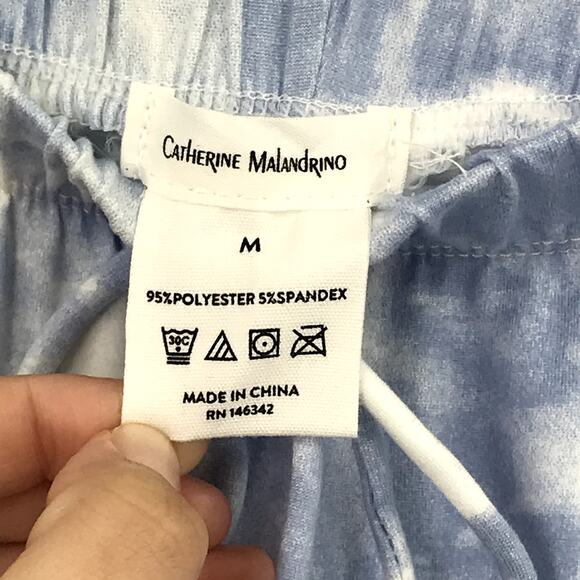 Catherine Malandrino
M
95%POLYESTER 5%SPANDEX
30C
MADE IN CHINA
RN 146342